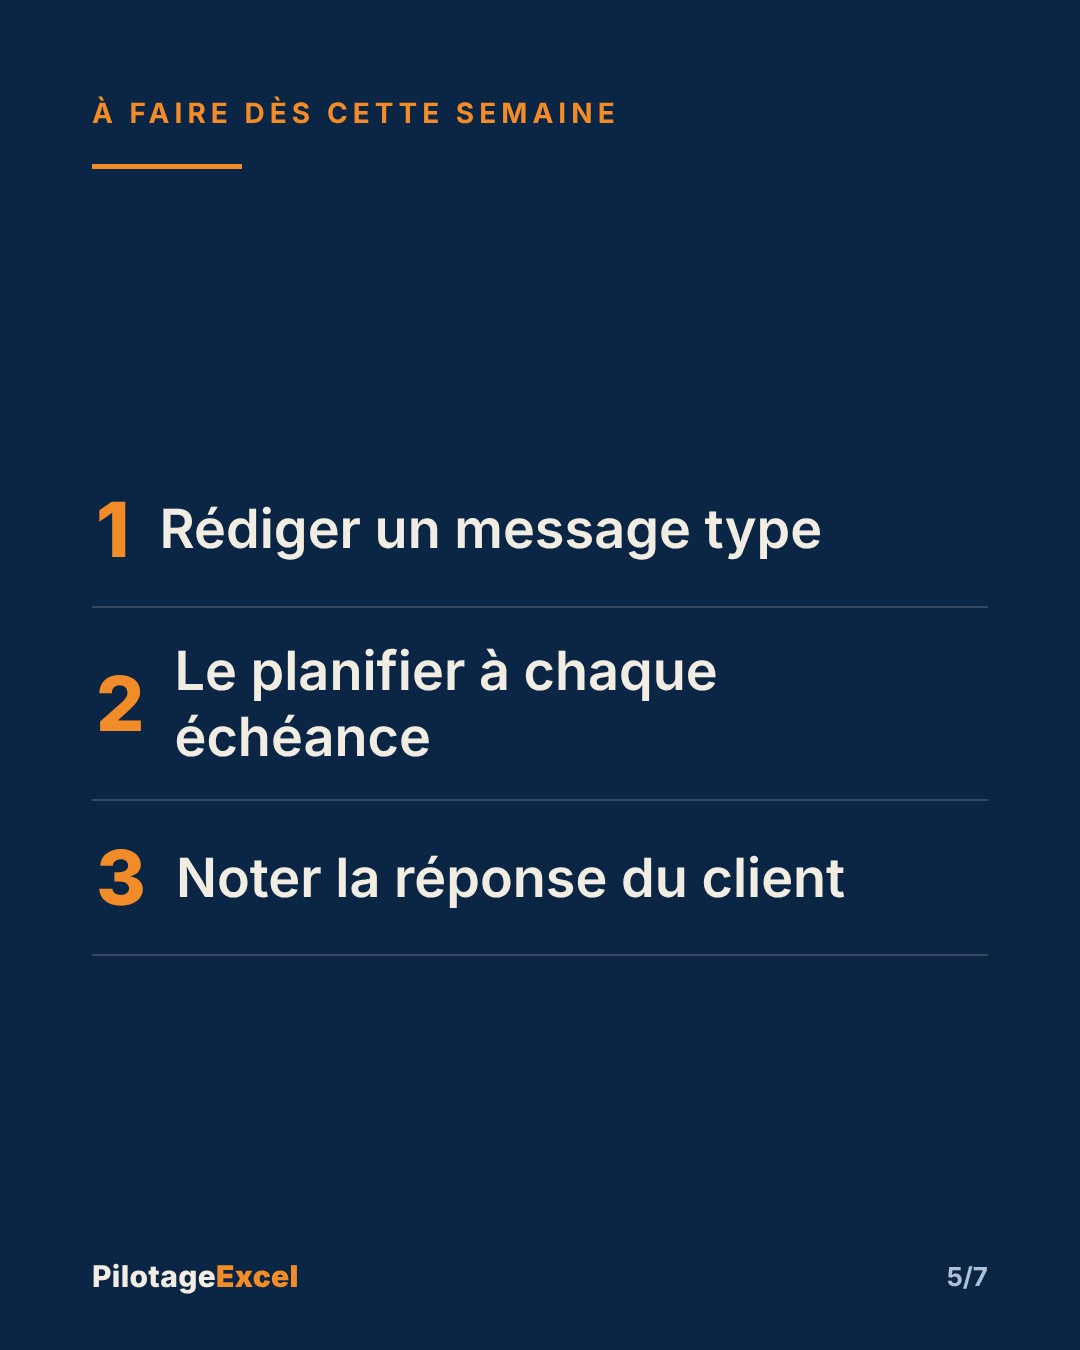 À FAIRE DÈS CETTE SEMAINE
1 Rédiger un message type
2 Le planifier à chaque
échéance
3 Noter la réponse du client
PilotageExcel
5/7